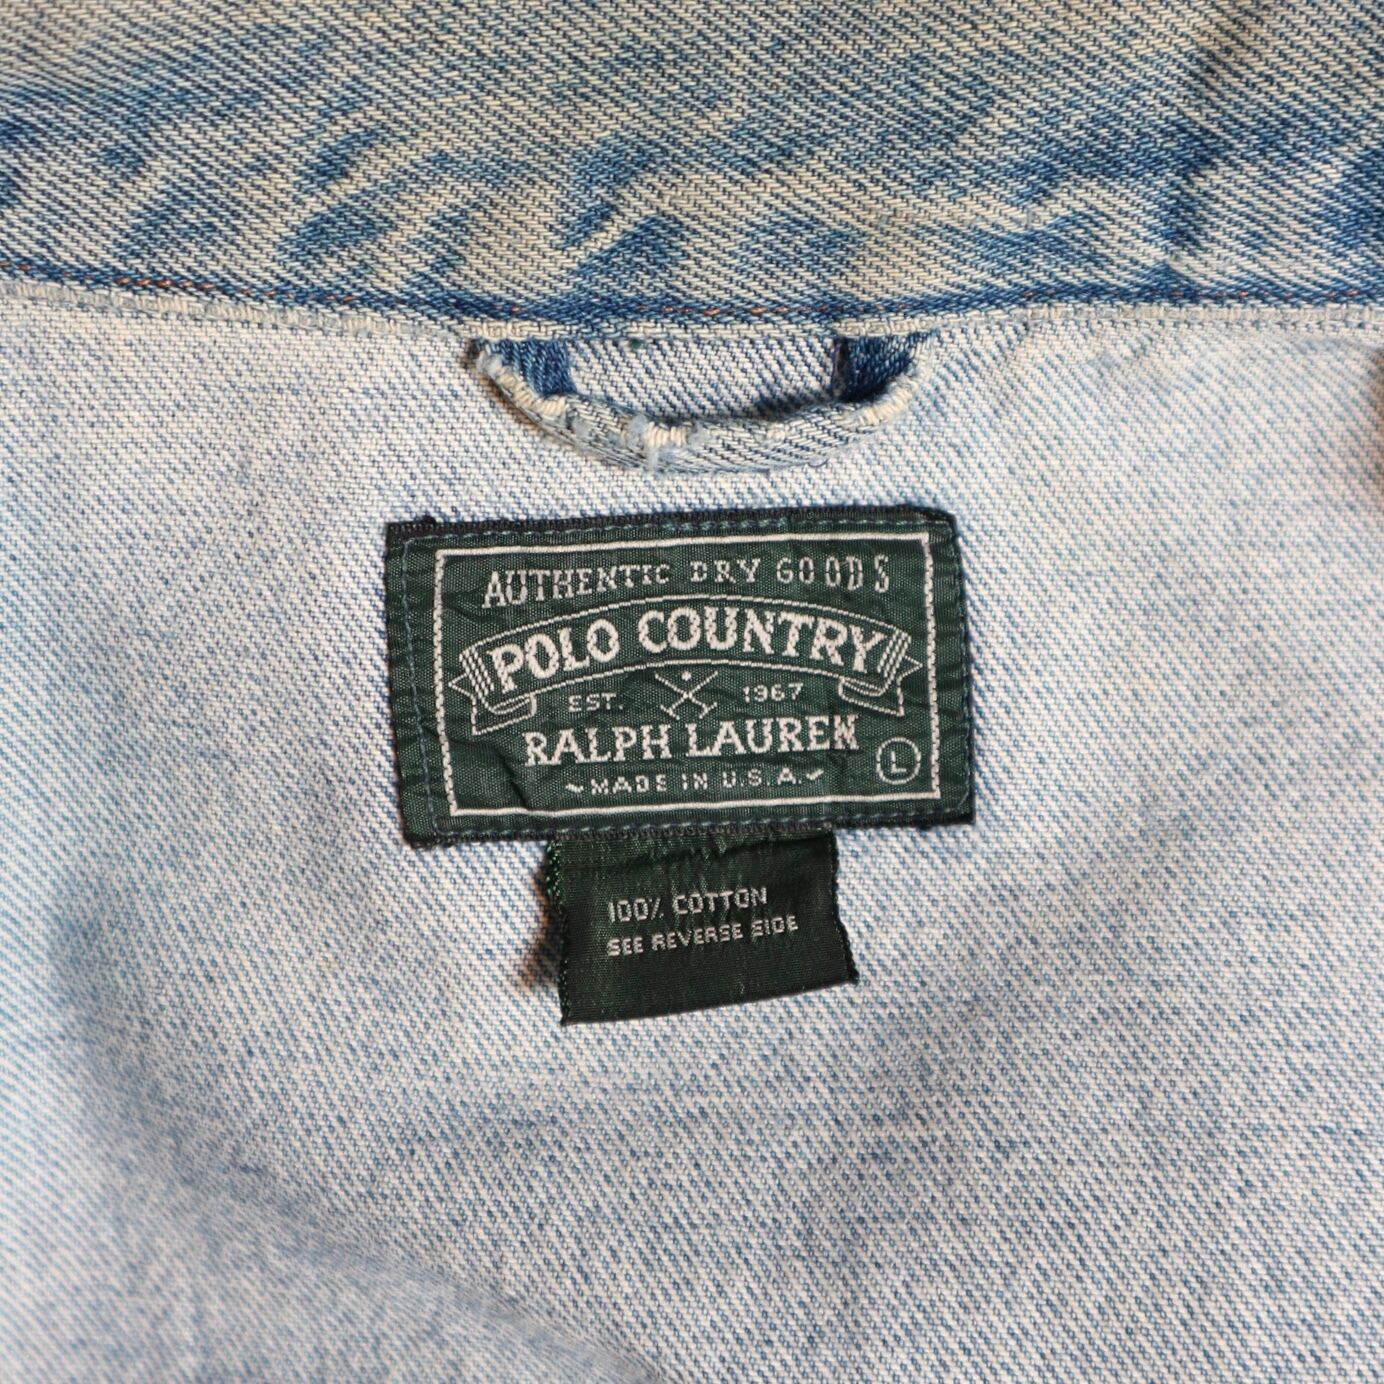 AUTHENTIC DRY GOODS
POLO COUNTRY
EST. 1967
RALPH LAUREN
MADE IN U.S.A.
L
100% COTTON
SEE REVERSE SIDE